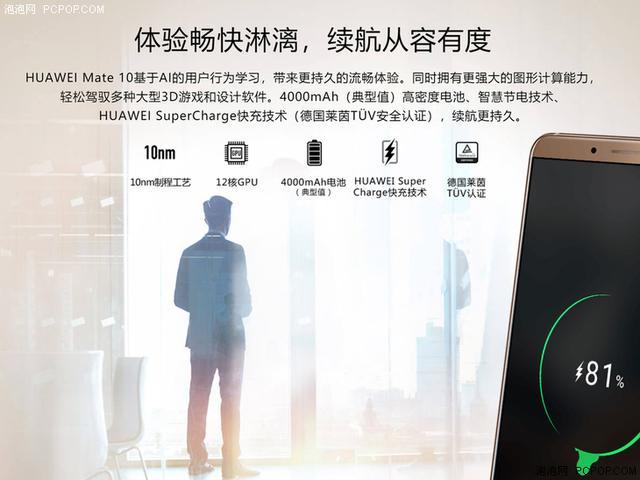 泡泡网 PCPOP.COM
体验畅快淋漓，续航从容有度
HUAWEI Mate 10基于AI的用户行为学习，带来更持久的流畅体验。同时拥有更强大的图形计算能力，
轻松驾驭多种大型3D游戏和设计软件。4000mAh（典型值）高密度电池、智慧节电技术、
HUAWEI SuperCharge快充技术（德国莱茵TÜV安全认证），续航更持久。
10nm
GPU
10nm制程工艺
12核GPU
4000mAh电池
（典型值）
HUAWEI Super
Charge快充技术
德国莱茵
TÜV认证
81%
泡泡网 PCPOP.COM